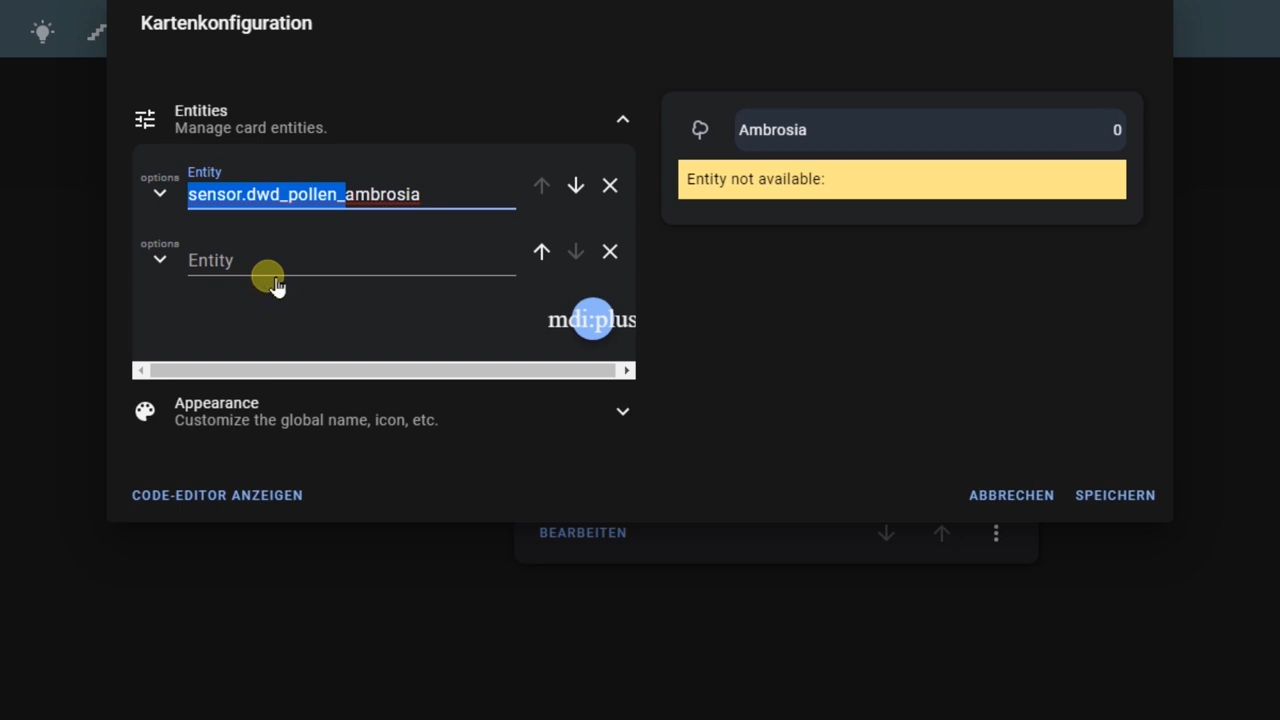 Kartenkonfiguration
Entities
Manage card entities.
options
Entity
sensor.dwd_pollen_ambrosia
options
Entity
mdi:plus
Appearance
Customize the global name, icon, etc.
Ambrosia 0
Entity not available:
CODE-EDITOR ANZEIGEN
ABBRECHEN SPEICHERN
BEARBEITEN